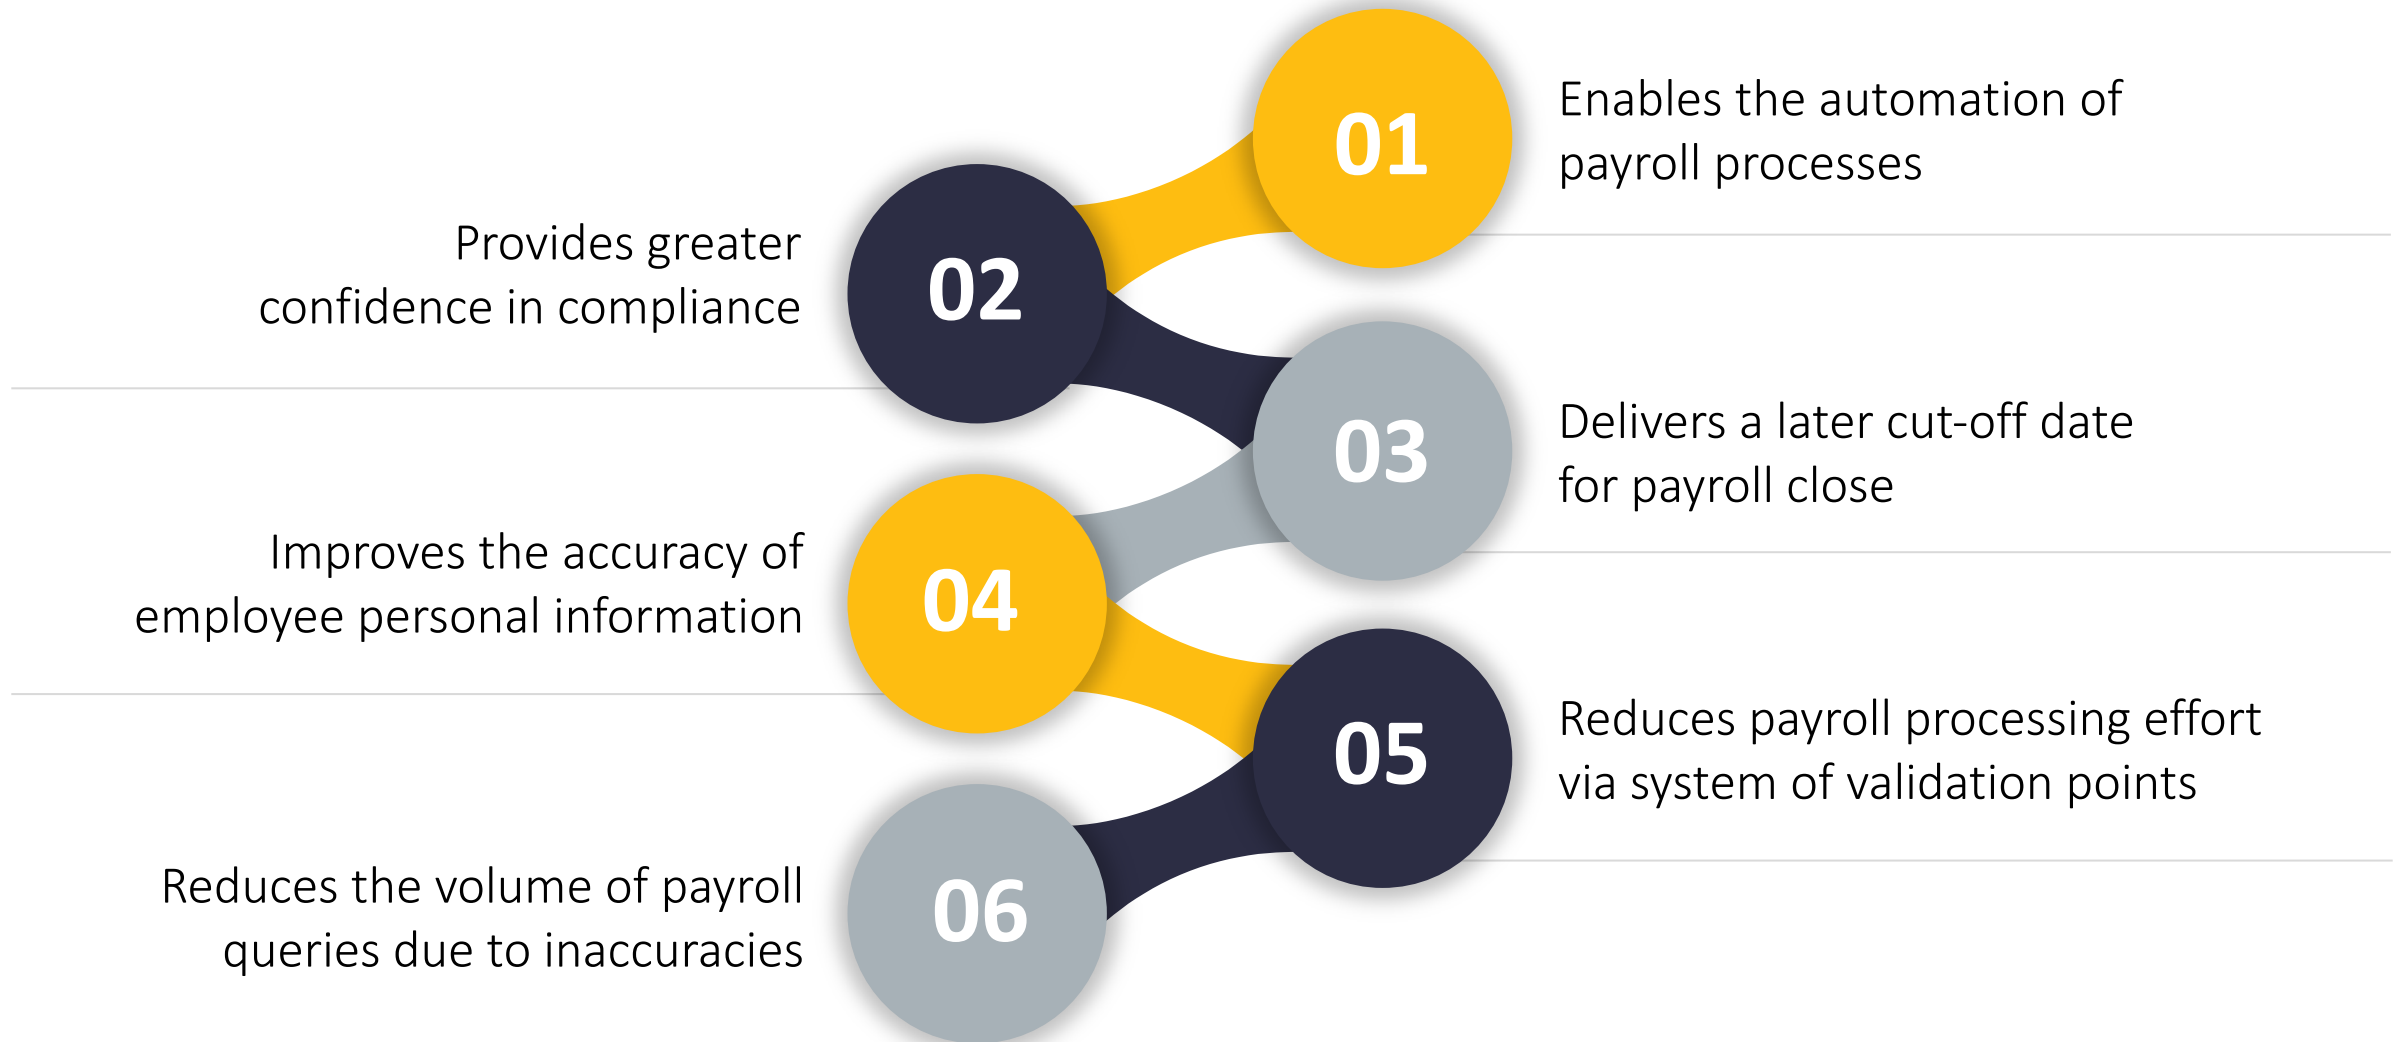 01
Enables the automation of
payroll processes
02
Provides greater
confidence in compliance
03
Delivers a later cut-off date
for payroll close
04
Improves the accuracy of
employee personal information
05
Reduces payroll processing effort
via system of validation points
06
Reduces the volume of payroll
queries due to inaccuracies